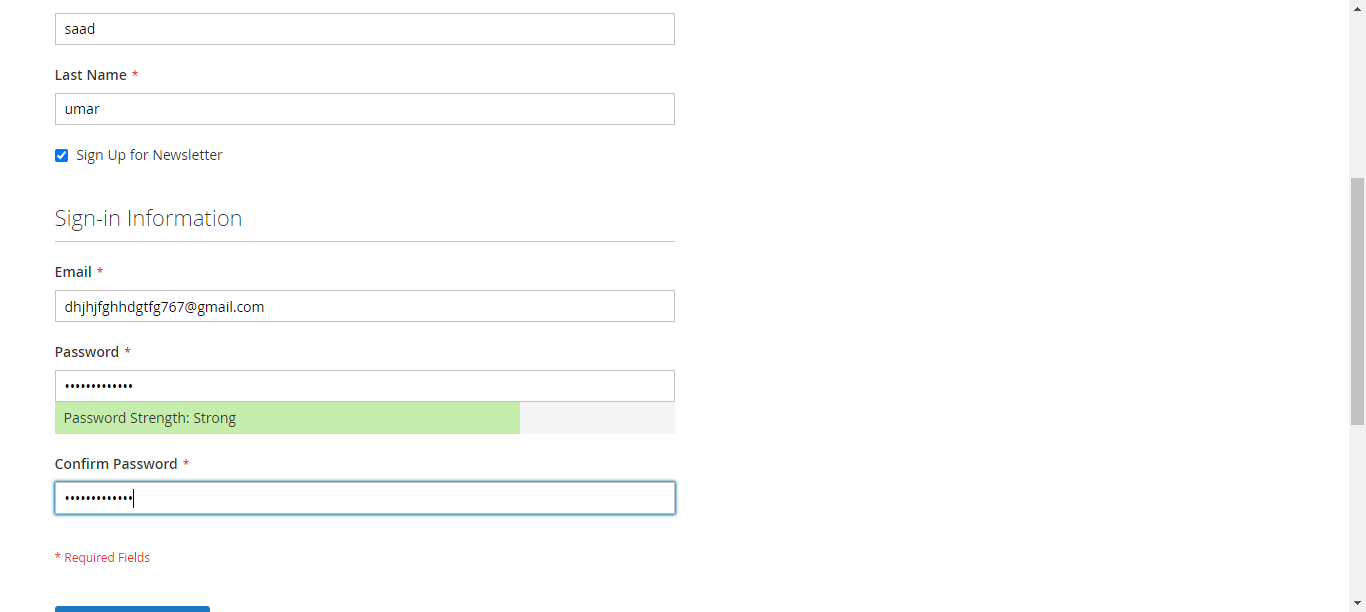 saad
Last Name *
umar
Sign Up for Newsletter
Sign-in Information
Email *
dhjhjfghhdgtfg767@gmail.com
Password *
•••••••••••••
Password Strength: Strong
Confirm Password *
•••••••••••••
* Required Fields